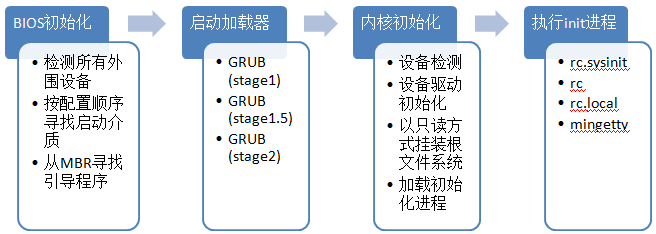 BIOS初始化
检测所有外
围设备
按配置顺序
寻找启动介
质
从MBR寻找
引导程序
启动加载器
GRUB
(stage1)
GRUB
(stage1.5)
GRUB
(stage2)
内核初始化
设备检测
设备驱动
初始化
以只读方
式挂装根
文件系统
加载初始
化进程
执行init进程
rc.sysinit
rc
rc.local
mingetty